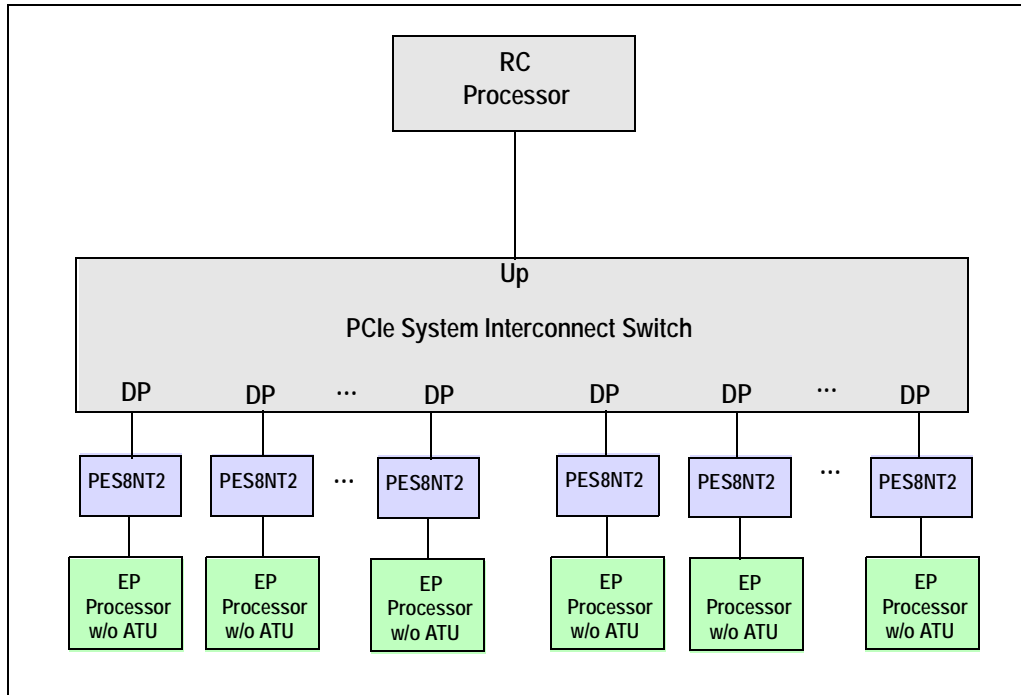 RC
Processor
Up
PCIe System Interconnect Switch
DP DP ... DP DP DP ... DP
PES8NT2 PES8NT2 ... PES8NT2 PES8NT2 PES8NT2 ... PES8NT2
EP EP EP EP EP EP
Processor Processor Processor Processor Processor Processor
w/o ATU w/o ATU w/o ATU w/o ATU w/o ATU w/o ATU